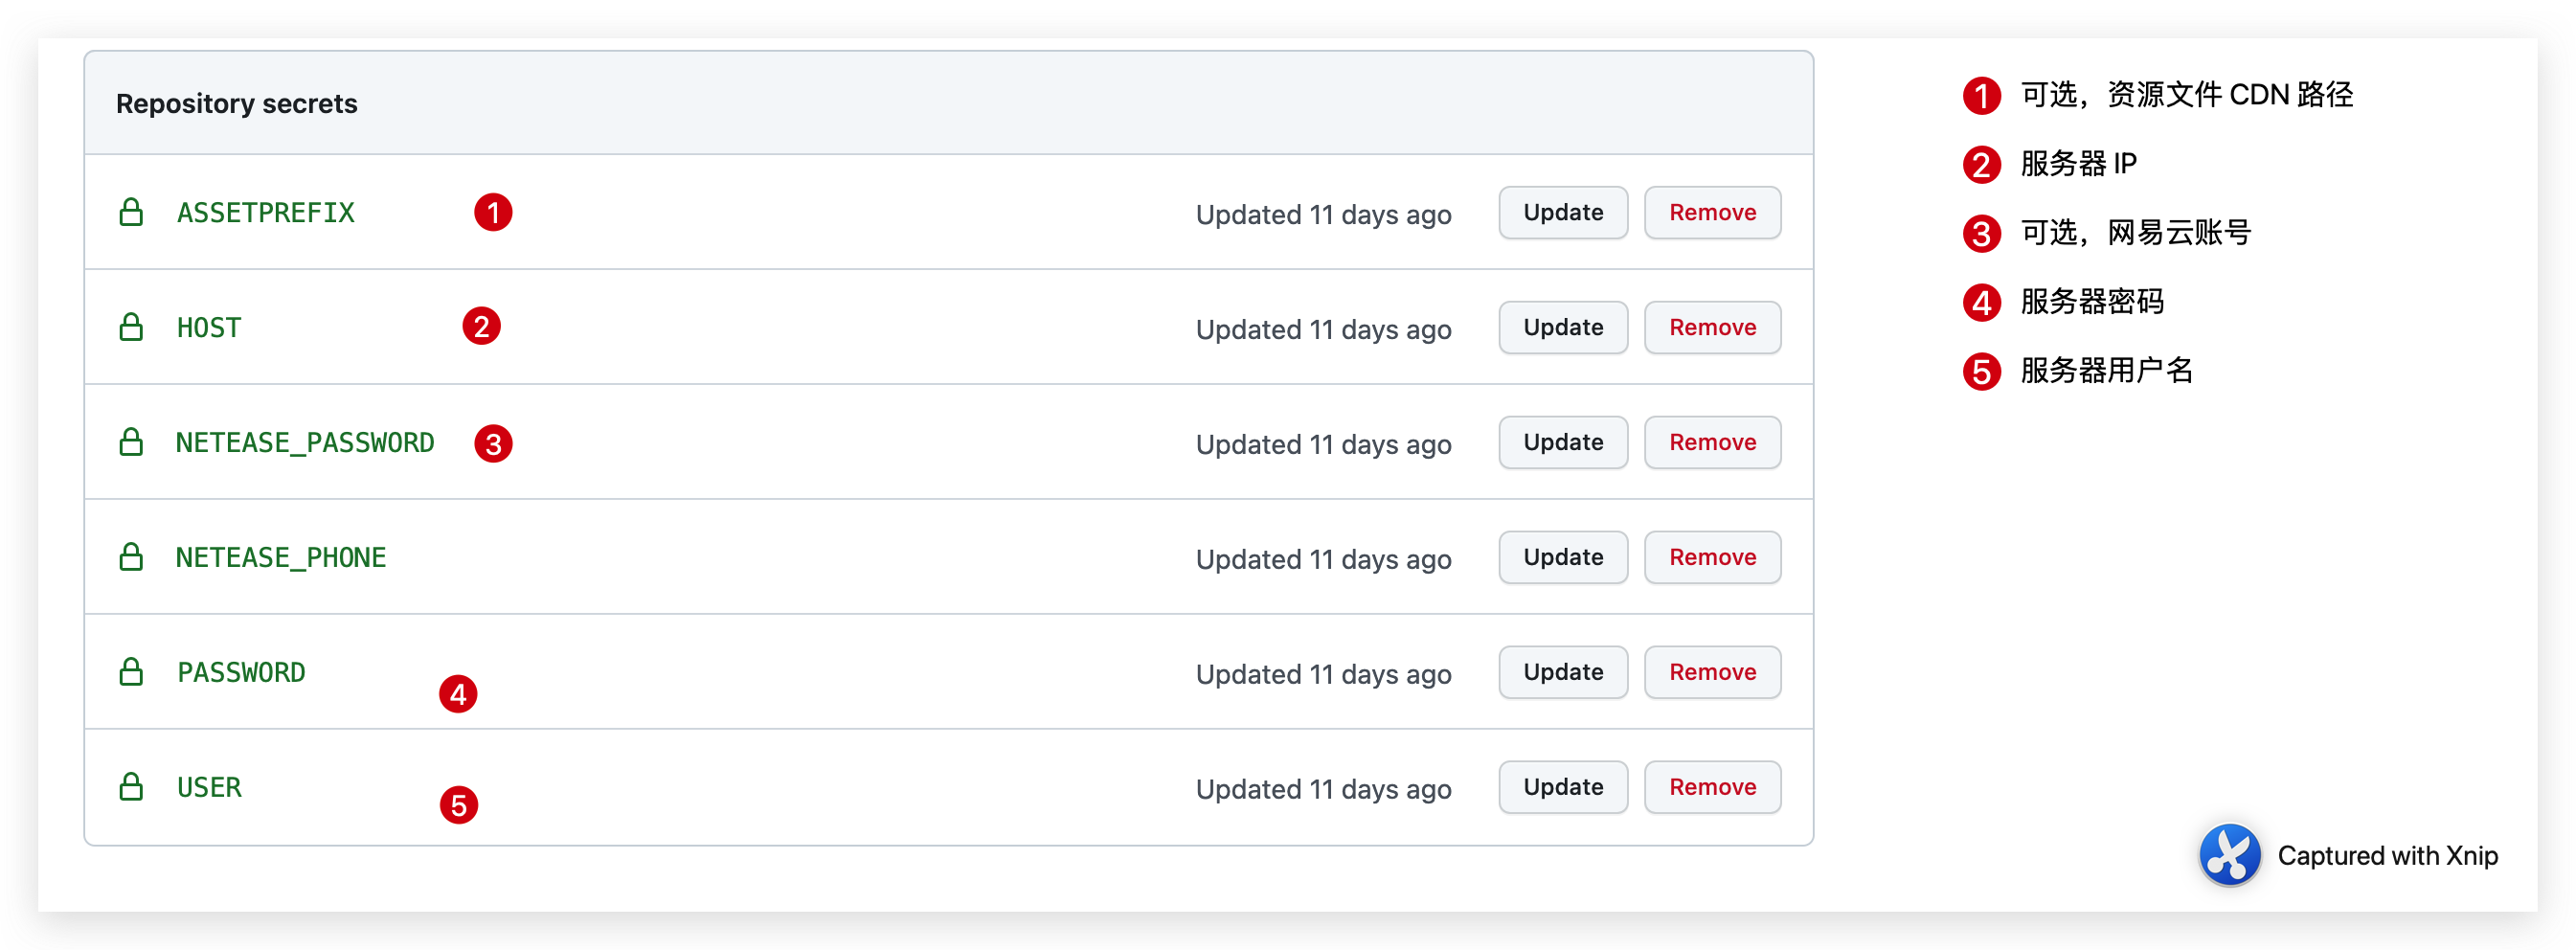 Repository secrets
ASSETPREFIX 1 Updated 11 days ago Update Remove
HOST 2 Updated 11 days ago Update Remove
NETEASE_PASSWORD 3 Updated 11 days ago Update Remove
NETEASE_PHONE Updated 11 days ago Update Remove
PASSWORD 4 Updated 11 days ago Update Remove
USER 5 Updated 11 days ago Update Remove
1 可选，资源文件 CDN 路径
2 服务器 IP
3 可选，网易云账号
4 服务器密码
5 服务器用户名
Captured with Xnip